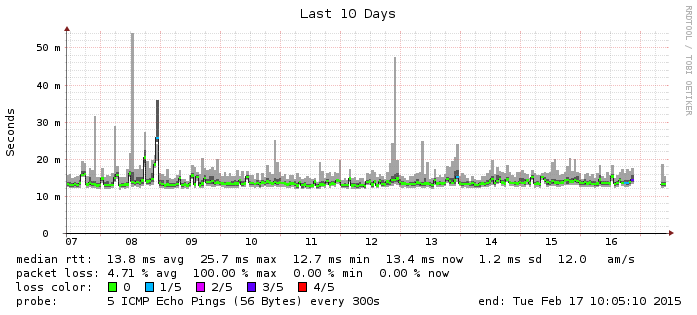 Last 10 Days
RRDTOOL / TOBI OETIKER
Seconds
50 m
40 m
30 m
20 m
10 m
0
07 08 09 10 11 12 13 14 15 16
median rtt: 13.8 ms avg 25.7 ms max 12.7 ms min 13.4 ms now 1.2 ms sd 12.0 am/s
packet loss: 4.71 % avg 100.00 % max 0.00 % min 0.00 % now
loss color: 0 1/5 2/5 3/5 4/5
probe: 5 ICMP Echo Pings (56 Bytes) every 300s end: Tue Feb 17 10:05:10 2015